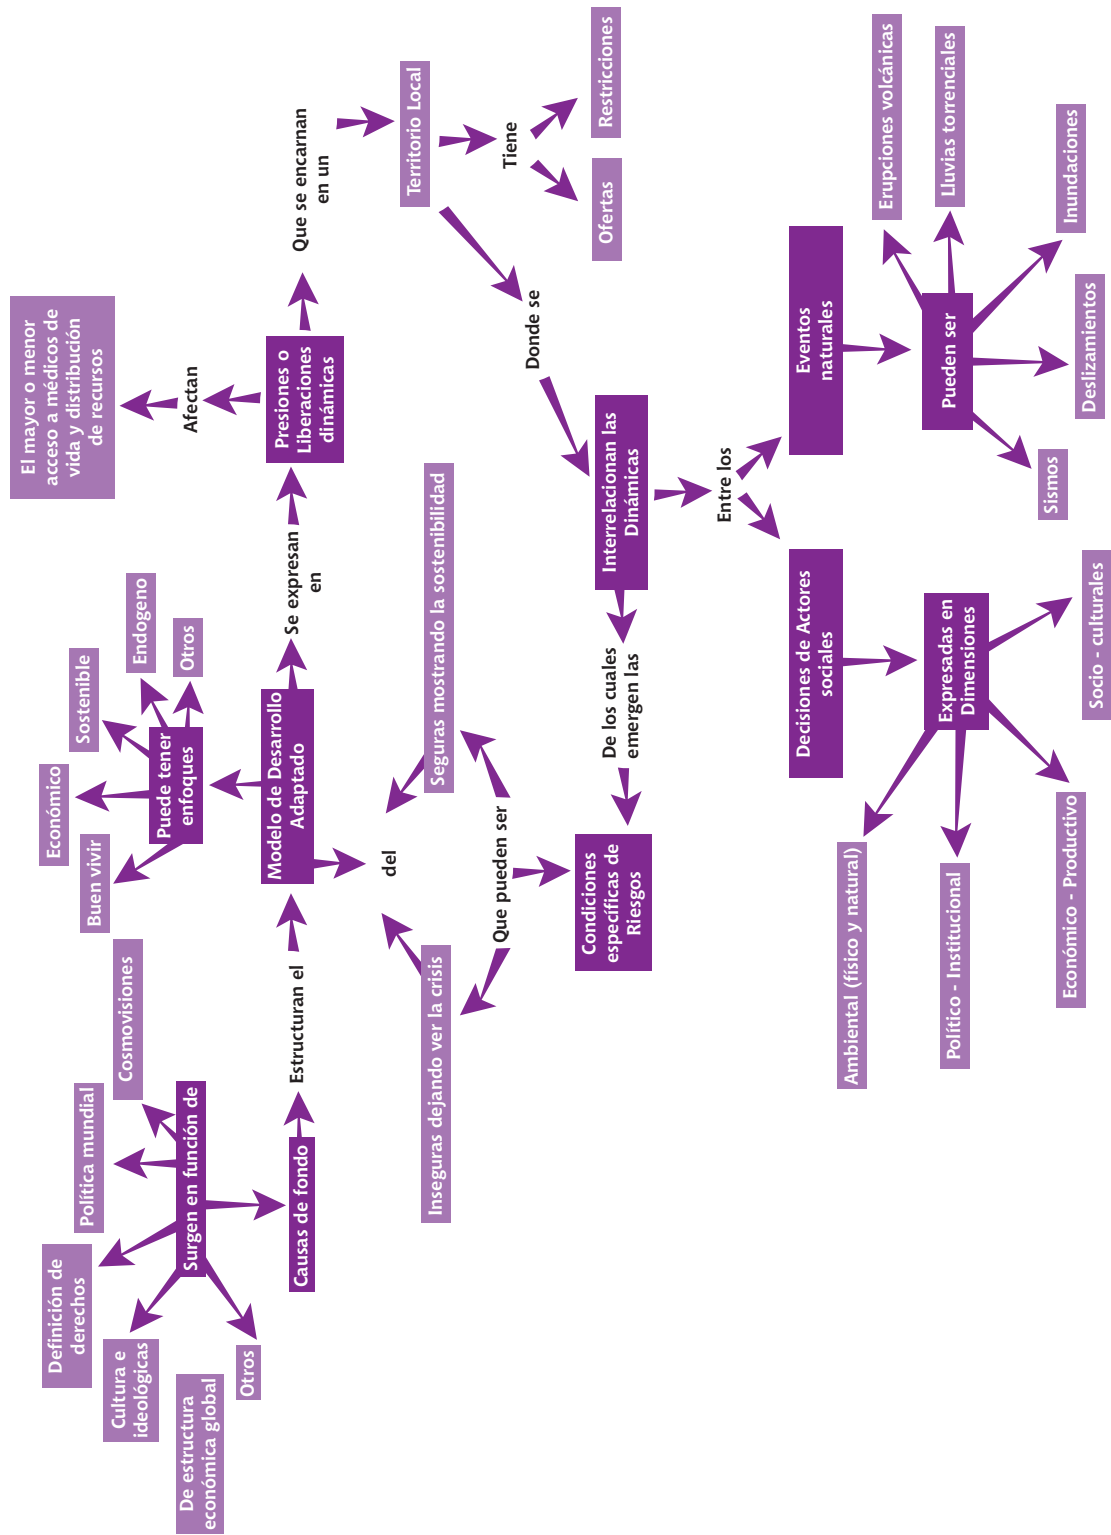 De estructura
económica global
Cultura e
ideológicas
Definición de
derechos
Política mundial
Cosmovisiones
Otros
Surgen en función de
Causas de fondo
Estructuran el
Buen vivir
Económico
Sostenible
Endogeno
Otros
Puede tener
enfoques
Modelo de Desarrollo
Adaptado
Se expresan
en
El mayor o menor
acceso a médicos de
vida y distribución
de recursos
Afectan
Presiones o
Liberaciones
dinámicas
Que se encarnan
en un
Territorio Local
Tiene
Ofertas
Restricciones
Donde se
del
Inseguras dejando ver la crisis
Seguras mostrando la sostenibilidad
Que pueden ser
Condiciones
específicas de
Riesgos
De los cuales
emergen las
Interrelacionan las
Dinámicas
Entre los
Decisiones de Actores
sociales
Eventos
naturales
Expresadas en
Dimensiones
Ambiental (físico y natural)
Político - Institucional
Económico - Productivo
Socio - culturales
Pueden ser
Erupciones volcánicas
Lluvias torrenciales
Inundaciones
Deslizamientos
Sismos